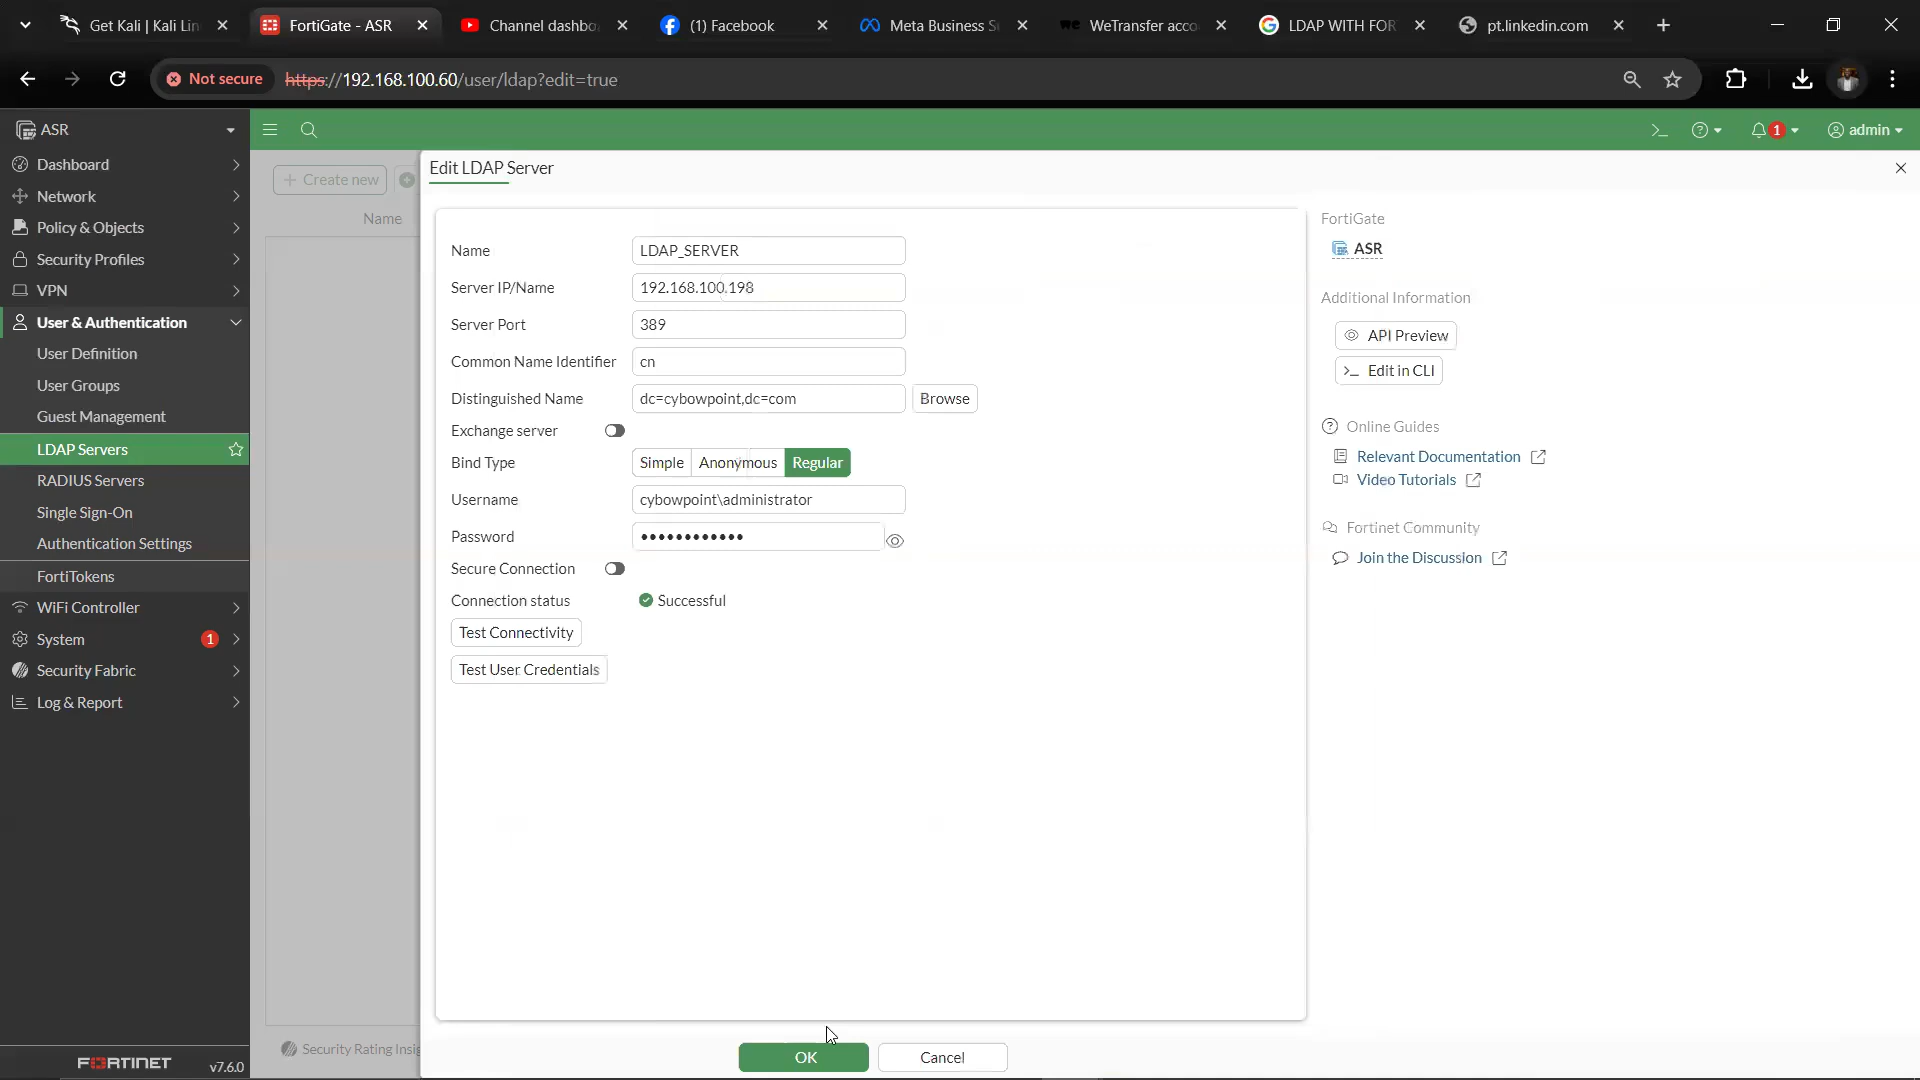 Get Kali | Kali Lin
FortiGate - ASR
Channel dashbo
(1) Facebook
Meta Business S
WeTransfer acco
LDAP WITH FOR
pt.linkedin.com
Not secure
https://192.168.100.60/user/ldap?edit=true
ASR
1
admin
Dashboard
Network
Policy & Objects
Security Profiles
VPN
User & Authentication
User Definition
User Groups
Guest Management
LDAP Servers
RADIUS Servers
Single Sign-On
Authentication Settings
FortiTokens
WiFi Controller
System 1
Security Fabric
Log & Report
FORTINET
v7.6.0
Create new
Name
Security Rating Insig
Edit LDAP Server
Name LDAP_SERVER
Server IP/Name 192.168.100.198
Server Port 389
Common Name Identifier cn
Distinguished Name dc=cybowpoint,dc=com Browse
Exchange server
Bind Type Simple Anonymous Regular
Username cybowpoint\administrator
Password ••••••••••••
Secure Connection
Connection status Successful
Test Connectivity
Test User Credentials
OK Cancel
FortiGate
ASR
Additional Information
API Preview
Edit in CLI
Online Guides
Relevant Documentation
Video Tutorials
Fortinet Community
Join the Discussion